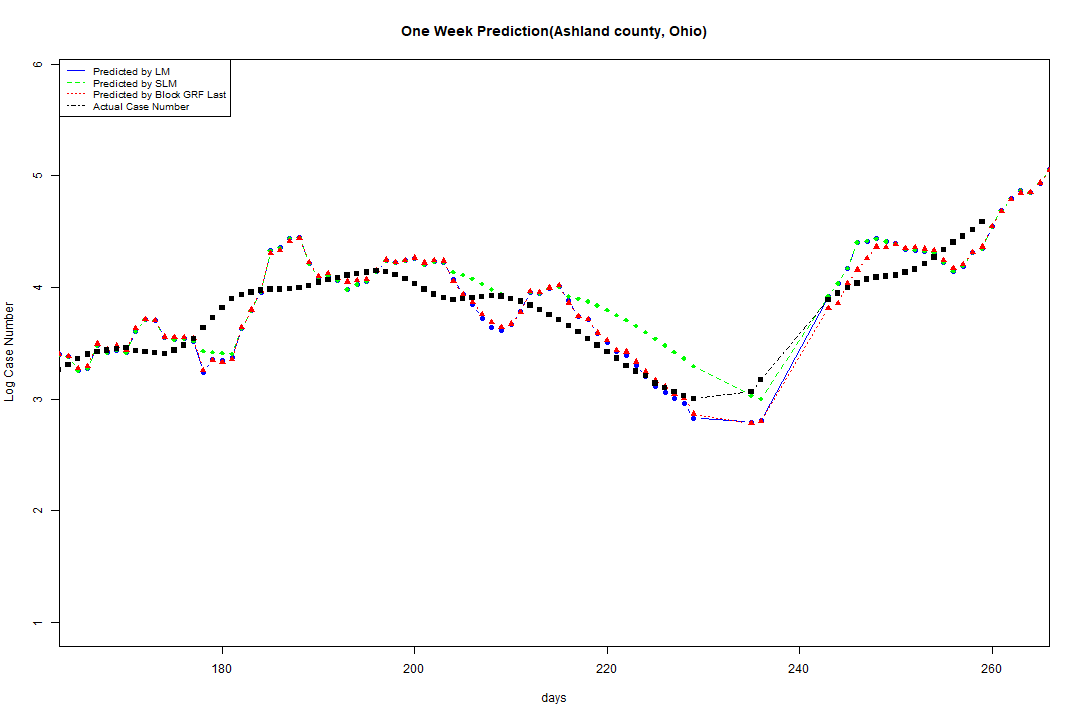 One Week Prediction(Ashland county, Ohio)
Predicted by LM
Predicted by SLM
Predicted by Block GRF Last
Actual Case Number
6
5
4
3
2
1
Log Case Number
180 200 220 240 260
days